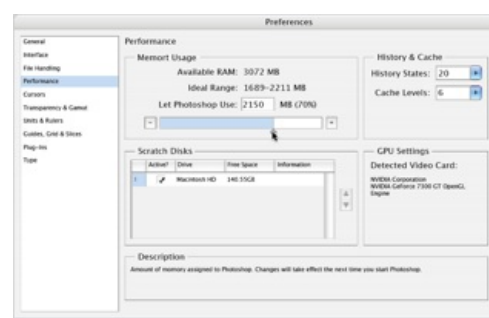 Preferences
General
Interface
File Handling
Performance
Cursors
Transparency & Gamut
Units & Rulers
Guides, Grid & Slices
Plug-Ins
Type
Performance
Memort Usage
Available RAM: 3072 MB
Ideal Range: 1689-2211 MB
Let Photoshop Use: 2150 MB (70%)
- +
History & Cache
History States: 20
Cache Levels: 6
Scratch Disks
Active? Drive Free Space Information
1 Macintosh HD 140.55GB
GPU Settings
Detected Video Card:
NVIDIA Corporation
NVIDIA GeForce 7300 GT OpenGL
Engine
Description
Amount of memory assigned to Photoshop. Changes will take effect the next time you start Photoshop.